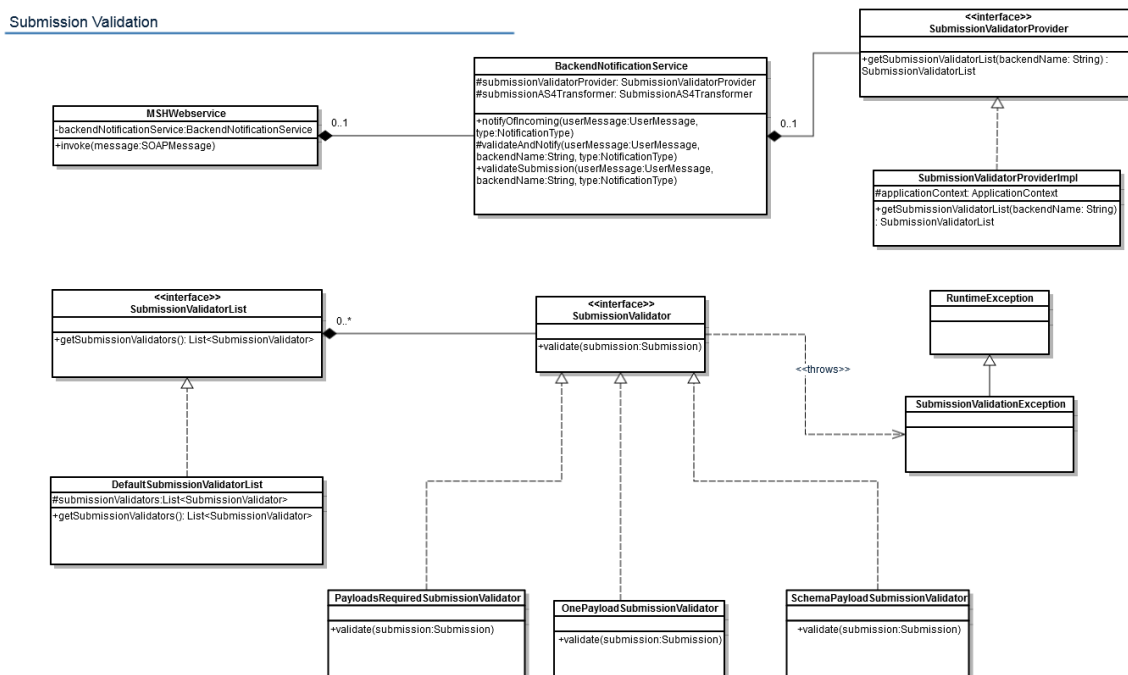 Submission Validation
<<interface>>
SubmissionValidatorProvider
+getSubmissionValidatorList(backendName: String) :
SubmissionValidatorList
BackendNotificationService
#submissionValidatorProvider: SubmissionValidatorProvider
#submissionAS4Transformer: SubmissionAS4Transformer
+notifyOfIncoming(userMessage:UserMessage,
type:NotificationType)
#validateAndNotify(userMessage:UserMessage,
backendName:String, type:NotificationType)
+validateSubmission(userMessage:UserMessage,
backendName:String, type:NotificationType)
MSHWebservice
-backendNotificationService:BackendNotificationService
+invoke(message:SOAPMessage)
0..1
0..1
SubmissionValidatorProviderImpl
#applicationContext: ApplicationContext
+getSubmissionValidatorList(backendName: String)
: SubmissionValidatorList
<<interface>>
SubmissionValidatorList
+getSubmissionValidators(): List<SubmissionValidator>
0..*
<<interface>>
SubmissionValidator
+validate(submission:Submission)
RuntimeException
<<throws>>
SubmissionValidationException
DefaultSubmissionValidatorList
#submissionValidators:List<SubmissionValidator>
+getSubmissionValidators(): List<SubmissionValidator>
PayloadsRequiredSubmissionValidator
+validate(submission:Submission)
OnePayloadSubmissionValidator
+validate(submission:Submission)
SchemaPayloadSubmissionValidator
+validate(submission:Submission)